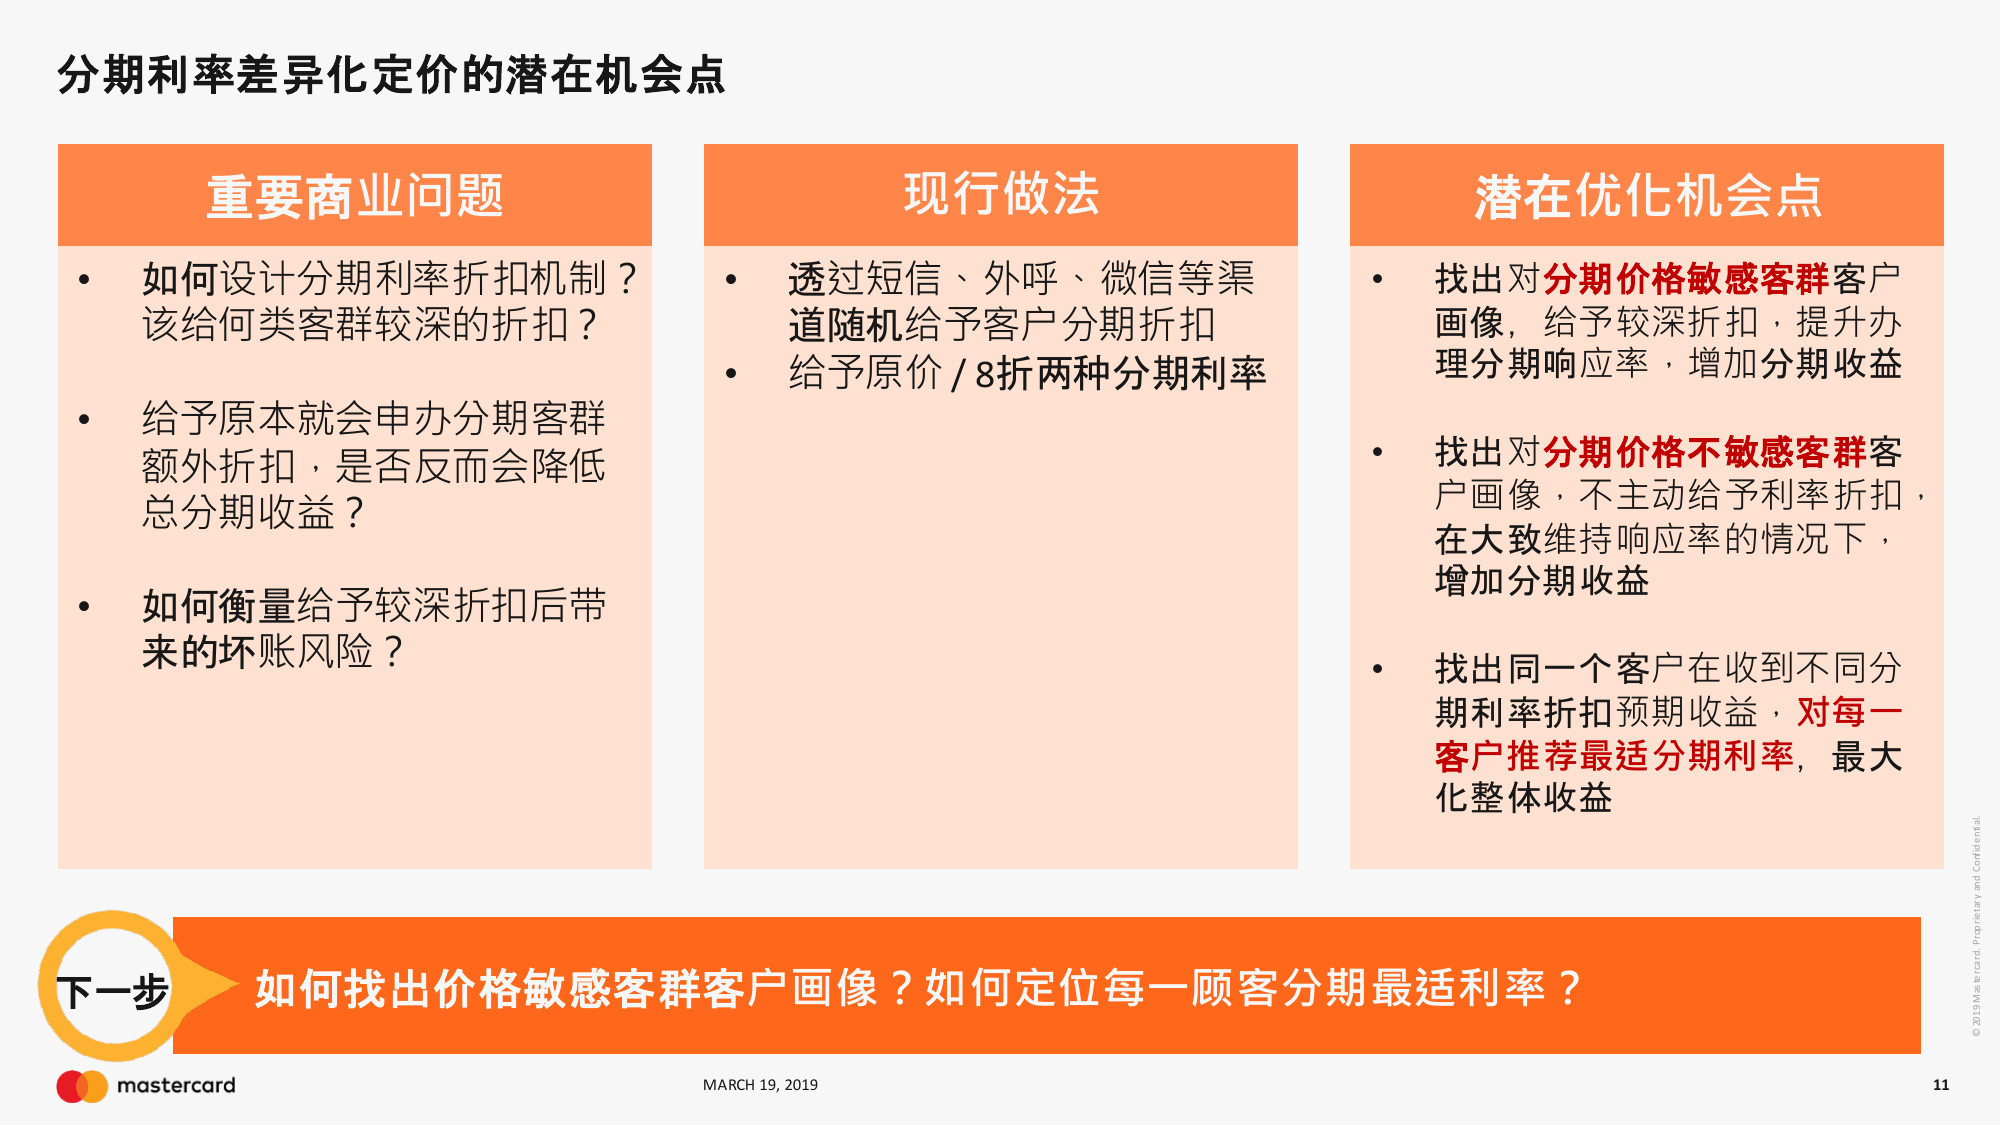 分期利率差异化定价的潜在机会点
重要商业问题
• 如何设计分期利率折扣机制？
该给何类客群较深的折扣？
• 给予原本就会申办分期客群
额外折扣，是否反而会降低
总分期收益？
• 如何衡量给予较深折扣后带
来的坏账风险？
现行做法
• 透过短信、外呼、微信等渠
道随机给予客户分期折扣
• 给予原价 / 8折两种分期利率
潜在优化机会点
• 找出对分期价格敏感客群客户
画像，给予较深折扣，提升办
理分期响应率，增加分期收益
• 找出对分期价格不敏感客群客
户画像，不主动给予利率折扣，
在大致维持响应率的情况下，
增加分期收益
• 找出同一个客户在收到不同分
期利率折扣预期收益，对每一
客户推荐最适分期利率，最大
化整体收益
下一步
如何找出价格敏感客群客户画像？如何定位每一顾客分期最适利率？
mastercard
MARCH 19, 2019
11
© 2019 Mastercard. Proprietary and Confidential.